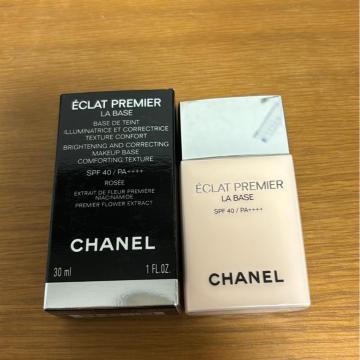 ÉCLAT PREMIER
LA BASE
BASE DE TEINT
ILLUMINATRICE ET CORRECTRICE
TEXTURE CONFORT
BRIGHTENING AND CORRECTING
MAKEUP BASE
COMFORTING TEXTURE
SPF 40 / PA++++
ROSÉE
EXTRAIT DE FLEUR PREMIÈRE
NIACINAMIDE
PREMIER FLOWER EXTRACT
CHANEL
30 ml 1 FL.OZ.
ÉCLAT PREMIER
LA BASE
SPF 40 / PA++++
CHANEL